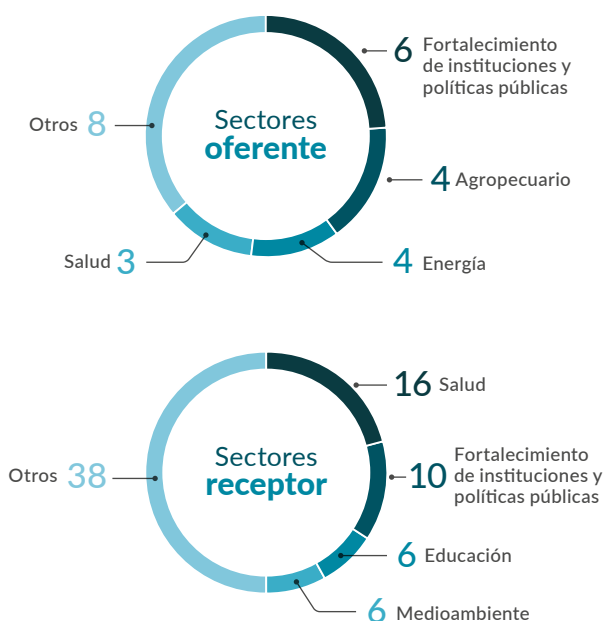 Sectores
oferente
6 Fortalecimiento
de instituciones y
políticas públicas
4 Agropecuario
4 Energía
Salud 3
Otros 8
Sectores
receptor
16 Salud
10 Fortalecimiento
de instituciones y
políticas públicas
6 Educación
6 Medioambiente
Otros 38